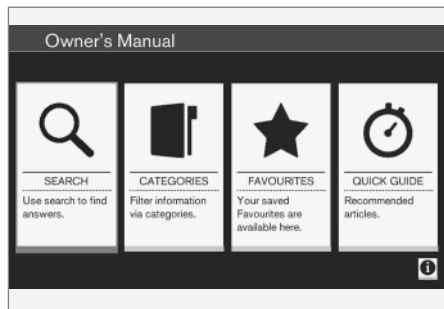 Owner's Manual
SEARCH
Use search to find
answers.
CATEGORIES
Filter information
via categories.
FAVOURITES
Your saved
Favourites are
available here.
QUICK GUIDE
Recommended
articles.
i